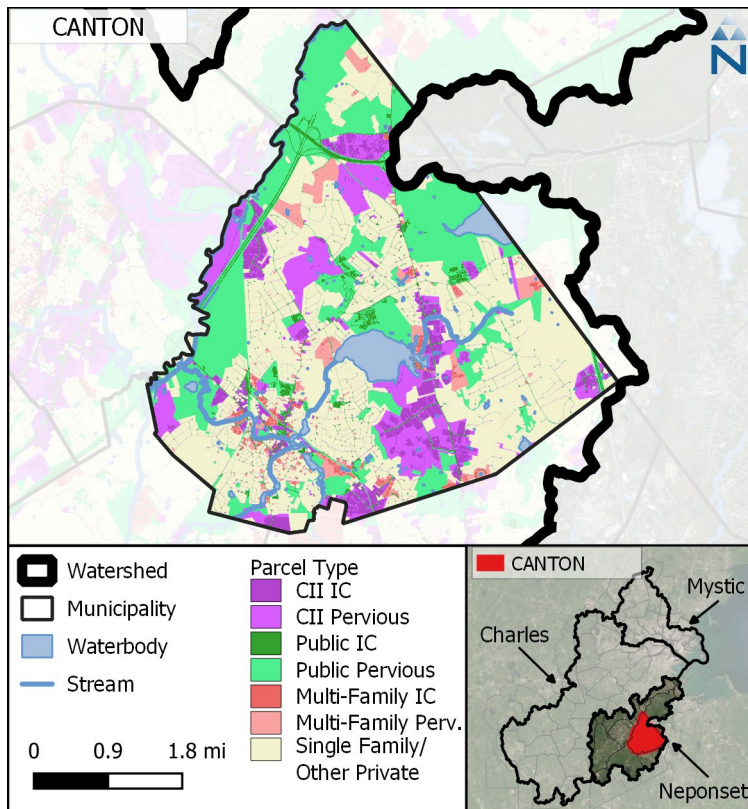 CANTON
N
Watershed
Municipality
Waterbody
Stream
0 0.9 1.8 mi
Parcel Type
CII IC
CII Pervious
Public IC
Public Pervious
Multi-Family IC
Multi-Family Perv.
Single Family/
Other Private
CANTON
Mystic
Charles
Neponset